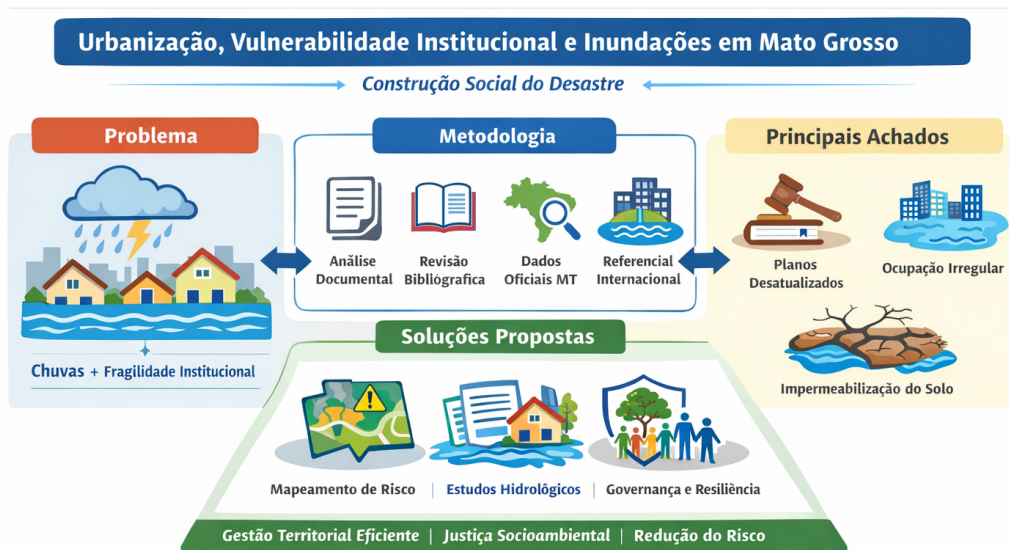 Urbanização, Vulnerabilidade Institucional e Inundações em Mato Grosso
Construção Social do Desastre
Problema
Chuvas + Fragilidade Institucional
Metodologia
Análise
Documental
Revisão
Bibliógrafica
Dados
Oficiais MT
Referencial
Internacional
Principais Achados
Planos
Desatualizados
Ocupação Irregular
Impermeabilização do Solo
Soluções Propostas
Mapeamento de Risco | Estudos Hidrológicos | Governança e Resiliência
Gestão Territorial Eficiente | Justiça Socioambiental | Redução do Risco